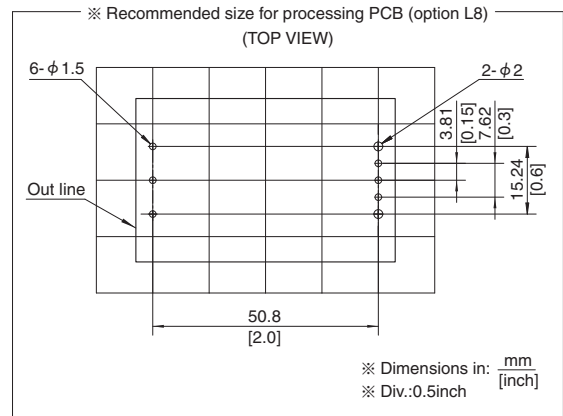 ※ Recommended size for processing PCB (option L8)
(TOP VIEW)
6-φ1.5
2-φ2
3.81
[0.15]
7.62
[0.3]
15.24
[0.6]
Out line
50.8
[2.0]
※ Dimensions in: mm
[inch]
※ Div.:0.5inch